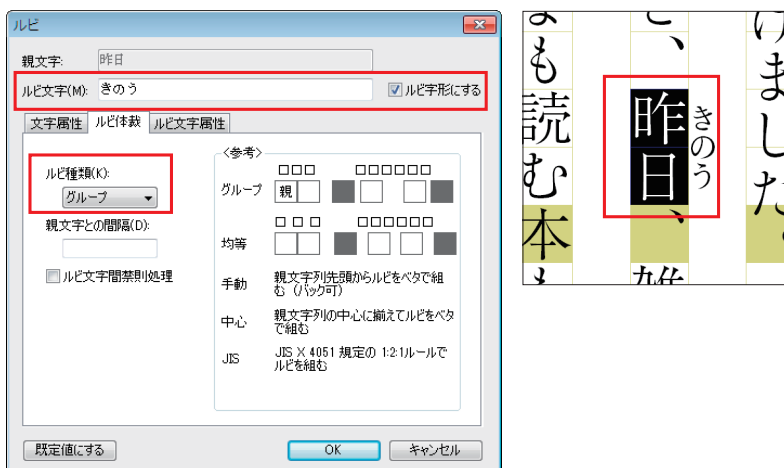 ルビ
親文字:
昨日
ルビ文字(M):
きのう
ルビ字形にする
文字属性
ルビ体裁
ルビ文字属性
ルビ種類(K):
グループ
親文字との間隔(D):
ルビ文字間禁則処理
<参考>
グループ
親
均等
手動
親文字列先頭からルビをベタで組
む (バック可)
中心
親文字列の中心に揃えてルビをベタ
で組む
JIS
JIS X 4051 規定の 1:2:1ルールで
ルビを組む
既定値にする
OK
キャンセル
けました。
と、昨日、雑
きのう
まも読む本も